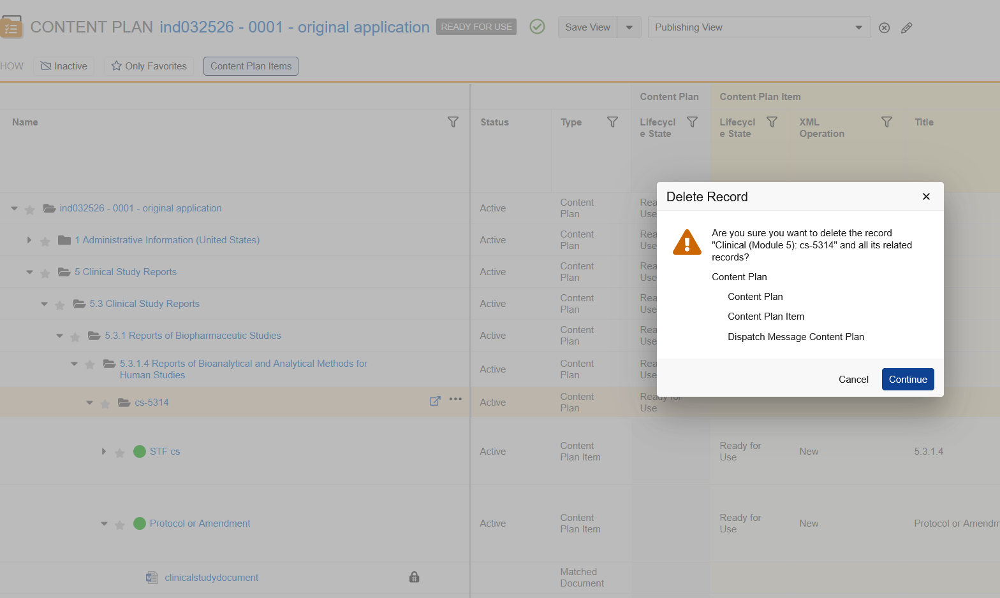 CONTENT PLAN ind032526 - 0001 - original application READY FOR USE Save View Publishing View
HOW Inactive Only Favorites Content Plan Items
Content Plan Content Plan Item
Name Status Type Lifecycl Lifecycl XML Title
e State e State Operation
ind032526 - 0001 - original application Active Content
Plan
Rea
Use
1 Administrative Information (United States) Active Content
Plan
Rea
Use
5 Clinical Study Reports Active Content
Plan
Rea
Use
5.3 Clinical Study Reports Active Content
Plan
Rea
Use
5.3.1 Reports of Biopharmaceutic Studies Active Content
Plan
Rea
Use
5.3.1.4 Reports of Bioanalytical and Analytical Methods for
Human Studies
Active Content
Plan
Rea
Use
cs-5314 Active Content
Plan
Ready for
Use
STF cs Active Content
Plan Item
Ready for
Use
New 5.3.1.4
Protocol or Amendment Active Content
Plan Item
Ready for
Use
New Protocol or Amendm
clinicalstudydocument Matched
Document
Delete Record
Are you sure you want to delete the record
"Clinical (Module 5): cs-5314" and all its related
records?
Content Plan
Content Plan
Content Plan Item
Dispatch Message Content Plan
Cancel Continue